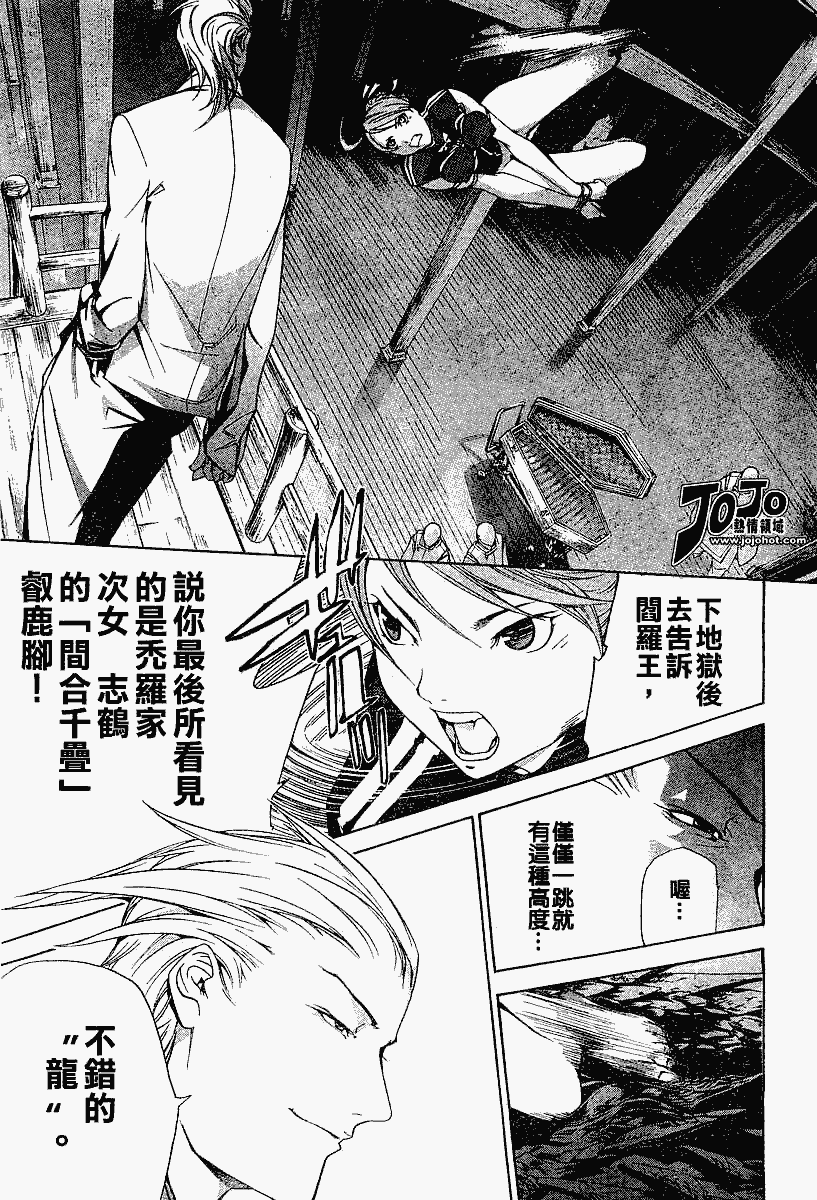 JOJO
熱情領域
www.jojohot.com
下地獄後
去告訴
閻羅王，
說你最後所看見
的是禿羅家
次女　志鶴
的「間合千疊」
叡鹿腳！
喔…
僅僅一跳就
有這種高度…
不錯的
〝龍〞。